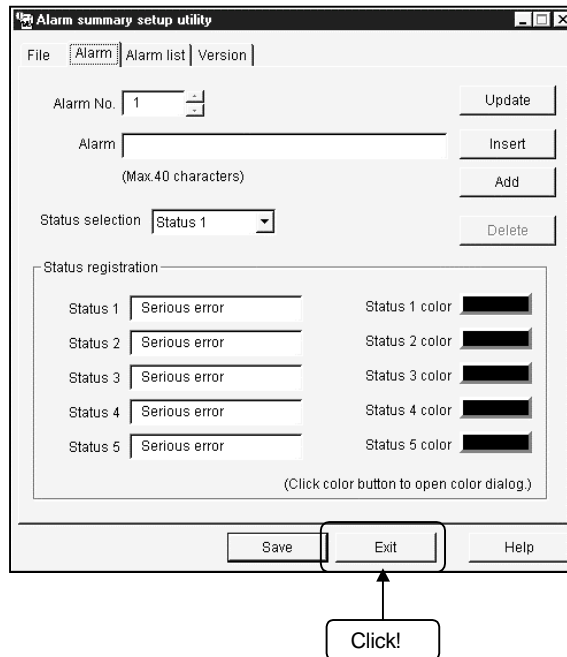 Alarm summary setup utility
File Alarm Alarm list Version
Alarm No. 1 Update
Alarm Insert
(Max.40 characters) Add
Status selection Status 1 Delete
Status registration
Status 1 Serious error Status 1 color
Status 2 Serious error Status 2 color
Status 3 Serious error Status 3 color
Status 4 Serious error Status 4 color
Status 5 Serious error Status 5 color
(Click color button to open color dialog.)
Save Exit Help
Click!